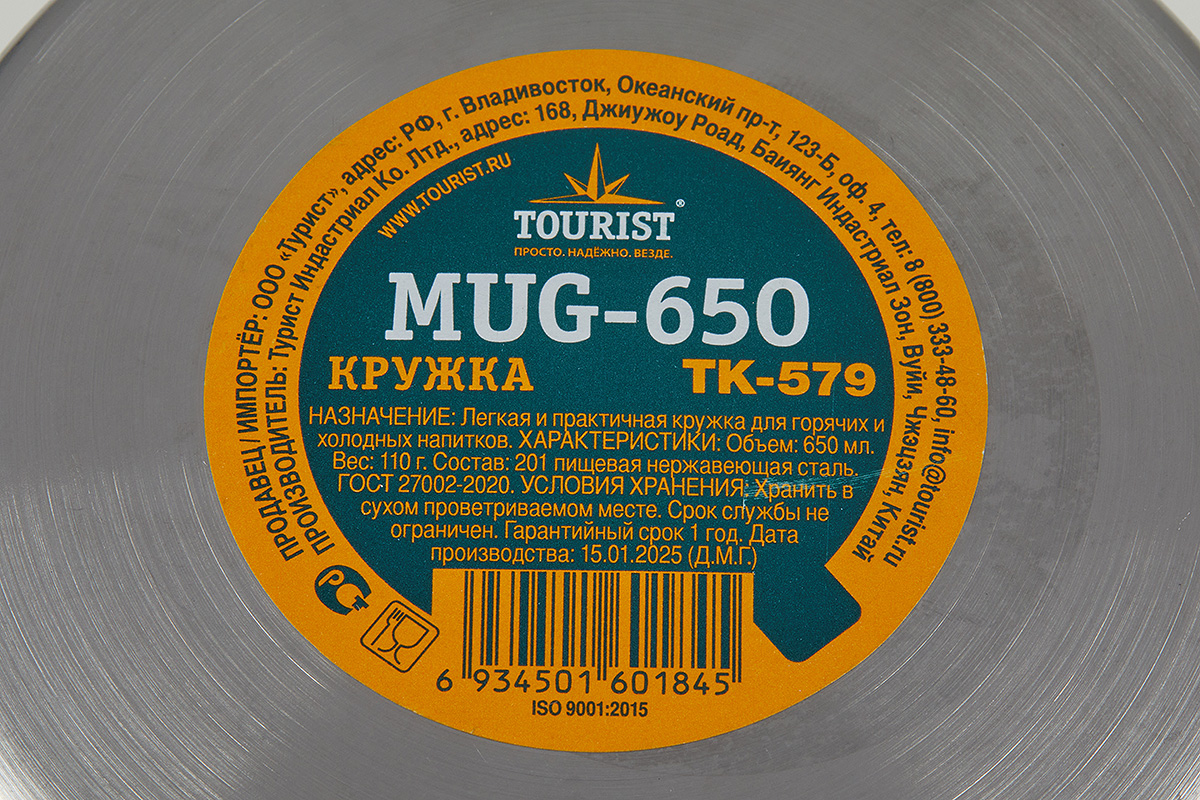 ПРОДАВЕЦ / ИМПОРТЁР: ООО «Турист», адрес: РФ, г. Владивосток, Океанский пр-т, 123-Б, оф. 4, тел: 8 (800) 333-48-60, info@tourist.ru
ПРОИЗВОДИТЕЛЬ: Турист Индастриал Ко. Лтд., адрес: 168, Джиужоу Роад, Баиянг Индастриал Зон, Вуйи, Чжэцзян, Китай
WWW.TOURIST.RU
TOURIST®
ПРОСТО. НАДЁЖНО. ВЕЗДЕ.
MUG-650
КРУЖКА ТК-579
НАЗНАЧЕНИЕ: Легкая и практичная кружка для горячих и
холодных напитков. ХАРАКТЕРИСТИКИ: Объем: 650 мл.
Вес: 110 г. Состав: 201 пищевая нержавеющая сталь.
ГОСТ 27002-2020. УСЛОВИЯ ХРАНЕНИЯ: Хранить в
сухом проветриваемом месте. Срок службы не
ограничен. Гарантийный срок 1 год. Дата
производства: 15.01.2025 (Д.М.Г.)
РС
6 934501 601845
ISO 9001:2015